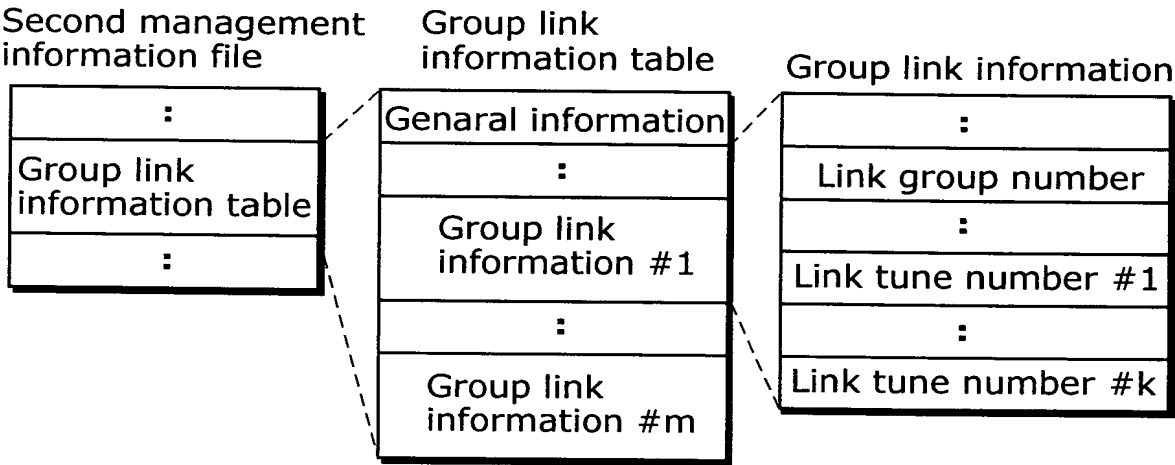 Second management
information file
:
Group link
information table
:
Group link
information table
Genaral information
:
Group link
information #1
:
Group link
information #m
Group link information
:
Link group number
:
Link tune number #1
:
Link tune number #k